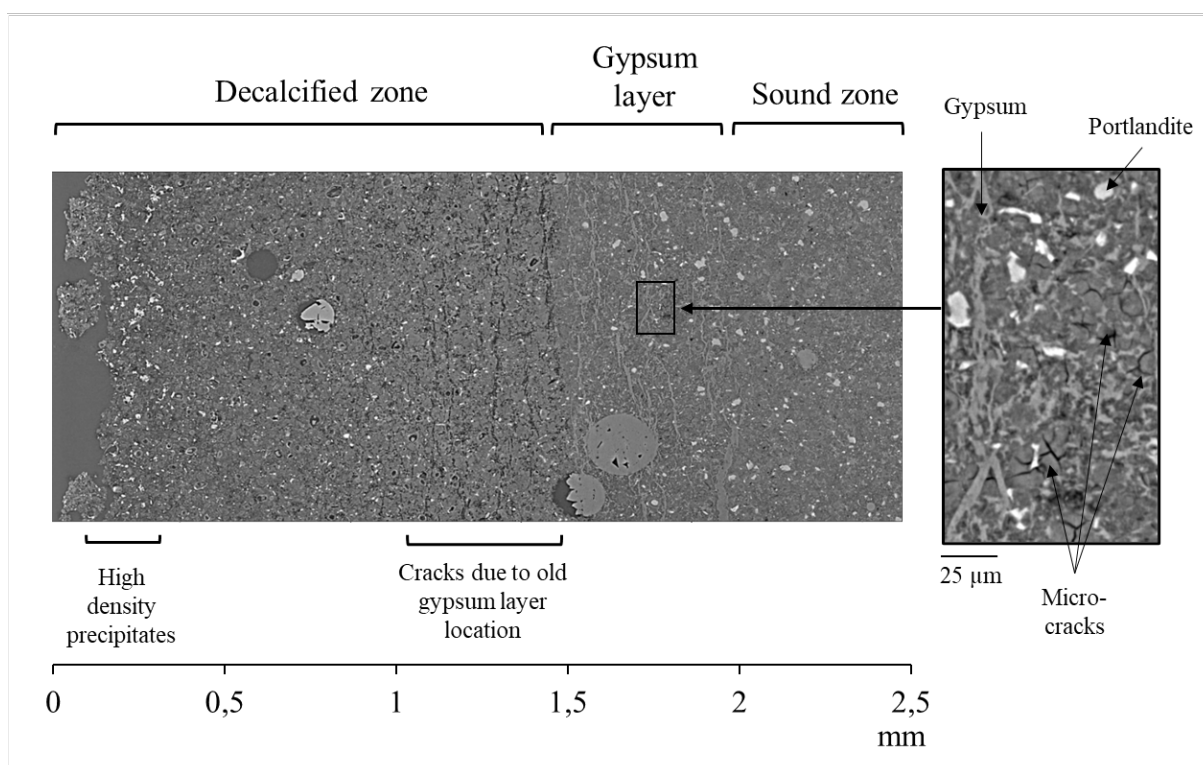 Decalcified zone
Gypsum
layer
Sound zone
Gypsum
Portlandite
25 µm
Micro-
cracks
High
density
precipitates
Cracks due to old
gypsum layer
location
0
0,5
1
1,5
2
2,5
mm